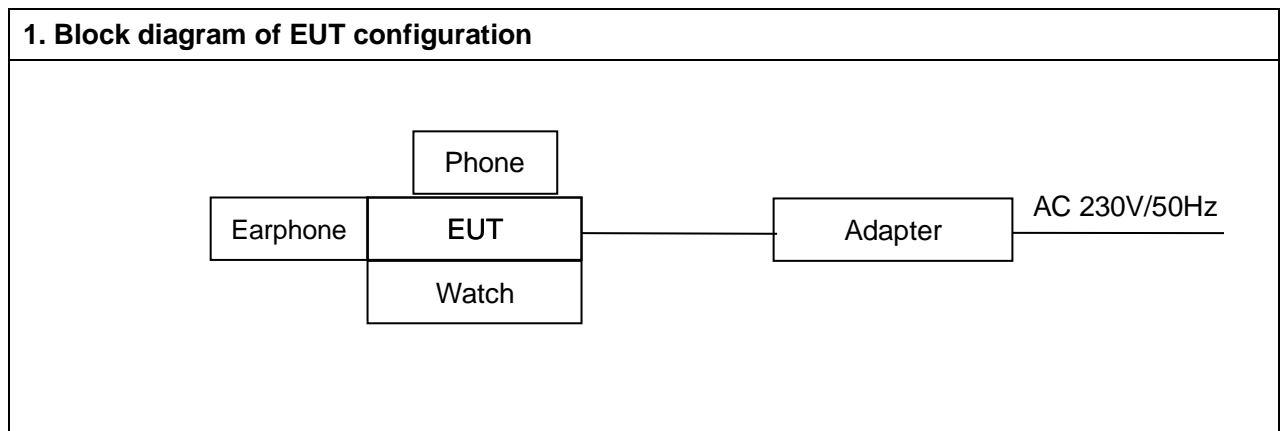 1. Block diagram of EUT configuration
Phone
Earphone
EUT
Adapter
AC 230V/50Hz
Watch